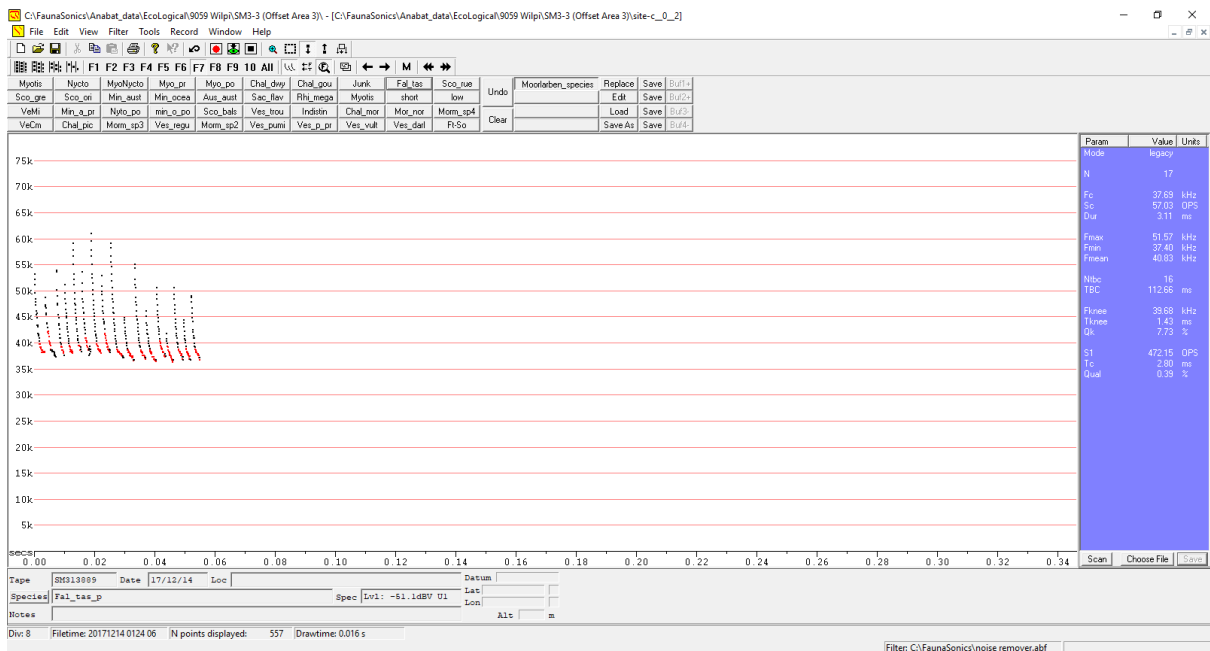 C:\FaunaSonics\Anabat_data\EcoLogical\9059 Wilpi\SM3-3 (Offset Area 3)\ - [C:\FaunaSonics\Anabat_data\EcoLogical\9059 Wilpi\SM3-3 (Offset Area 3)\site-c__0__2]
File Edit View Filter Tools Record Window Help
F1 F2 F3 F4 F5 F6 F7 F8 F9 10 All M
Myotis Nycto MyoNycto Myo_pr Myo_po Chal_dwy Chal_gou Junk Fal_tas Sco_rue Undo Moorlarben_species Replace Save Buf1+
Sco_gre Sco_ori Min_aust Min_ocea Aus_aust Sac_flav Rhi_mega Myotis short low Edit Save Buf2+
VeMi Min_a_pr Nyto_po min_o_po Sco_bals Ves_trou Indistin Chal_mor Mor_nor Morm_sp4 Clear Load Save Buf3-
VeCm Chal_pic Morm_sp3 Ves_regu Morm_sp2 Ves_pumi Ves_p_pr Ves_vult Ves_darl Ft-So Save As Save Buf4-
Param Value Units
Mode legacy
N 17
Fc 37.69 kHz
Sc 57.03 OPS
Dur 3.11 ms
Fmax 51.57 kHz
Fmin 37.40 kHz
Fmean 40.83 kHz
Ntbc 16
TBC 112.66 ms
Fknee 39.68 kHz
Tknee 1.43 ms
Qk 7.73 %
S1 472.15 OPS
Tc 2.80 ms
Qual 0.39 %
75k
70k
65k
60k
55k
50k
45k
40k
35k
30k
25k
20k
15k
10k
5k
secs
0.00 0.02 0.04 0.06 0.08 0.10 0.12 0.14 0.16 0.18 0.20 0.22 0.24 0.26 0.28 0.30 0.32 0.34
Scan Choose File Save
Tape SM313889 Date 17/12/14 Loc Datum
Species Fal_tas_p Spec Lvl: -51.1dBV U1 Lat
Lon
Notes Alt m
Div: 8 Filetime: 20171214 0124 06 N points displayed: 557 Drawtime: 0.016 s
Filter: C:\FaunaSonics\noise remover.abf